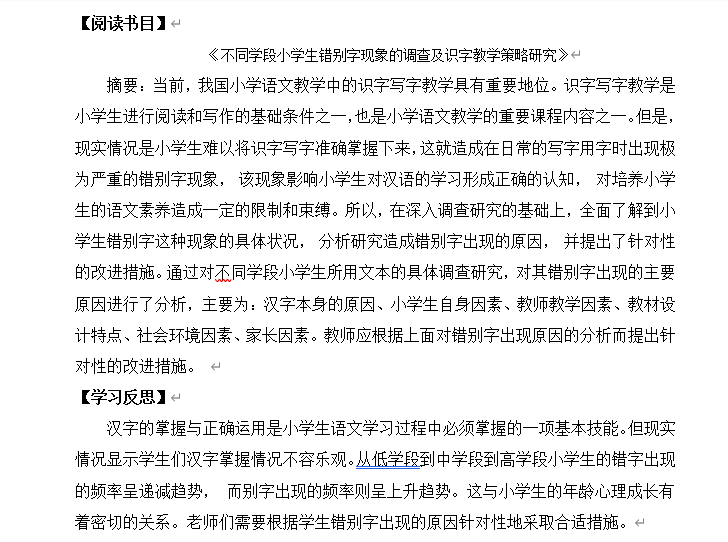 【阅读书目】
《不同学段小学生错别字现象的调查及识字教学策略研究》
摘要：当前，我国小学语文教学中的识字写字教学具有重要地位。识字写字教学是
小学生进行阅读和写作的基础条件之一，也是小学语文教学的重要课程内容之一。但是，
现实情况是小学生难以将识字写字准确掌握下来，这就造成在日常的写字用字时出现极
为严重的错别字现象， 该现象影响小学生对汉语的学习形成正确的认知， 对培养小学
生的语文素养造成一定的限制和束缚。所以，在深入调查研究的基础上，全面了解到小
学生错别字这种现象的具体状况， 分析研究造成错别字出现的原因， 并提出了针对性
的改进措施。通过对不同学段小学生所用文本的具体调查研究，对其错别字出现的主要
原因进行了分析，主要为：汉字本身的原因、小学生自身因素、教师教学因素、教材设
计特点、社会环境因素、家长因素。教师应根据上面对错别字出现原因的分析而提出针
对性的改进措施。
【学习反思】
汉字的掌握与正确运用是小学生语文学习过程中必须掌握的一项基本技能。但现实
情况显示学生们汉字掌握情况不容乐观。从低学段到中学段到高学段小学生的错字出现
的频率呈递减趋势， 而别字出现的频率则呈上升趋势。这与小学生的年龄心理成长有
着密切的关系。老师们需要根据学生错别字出现的原因针对性地采取合适措施。